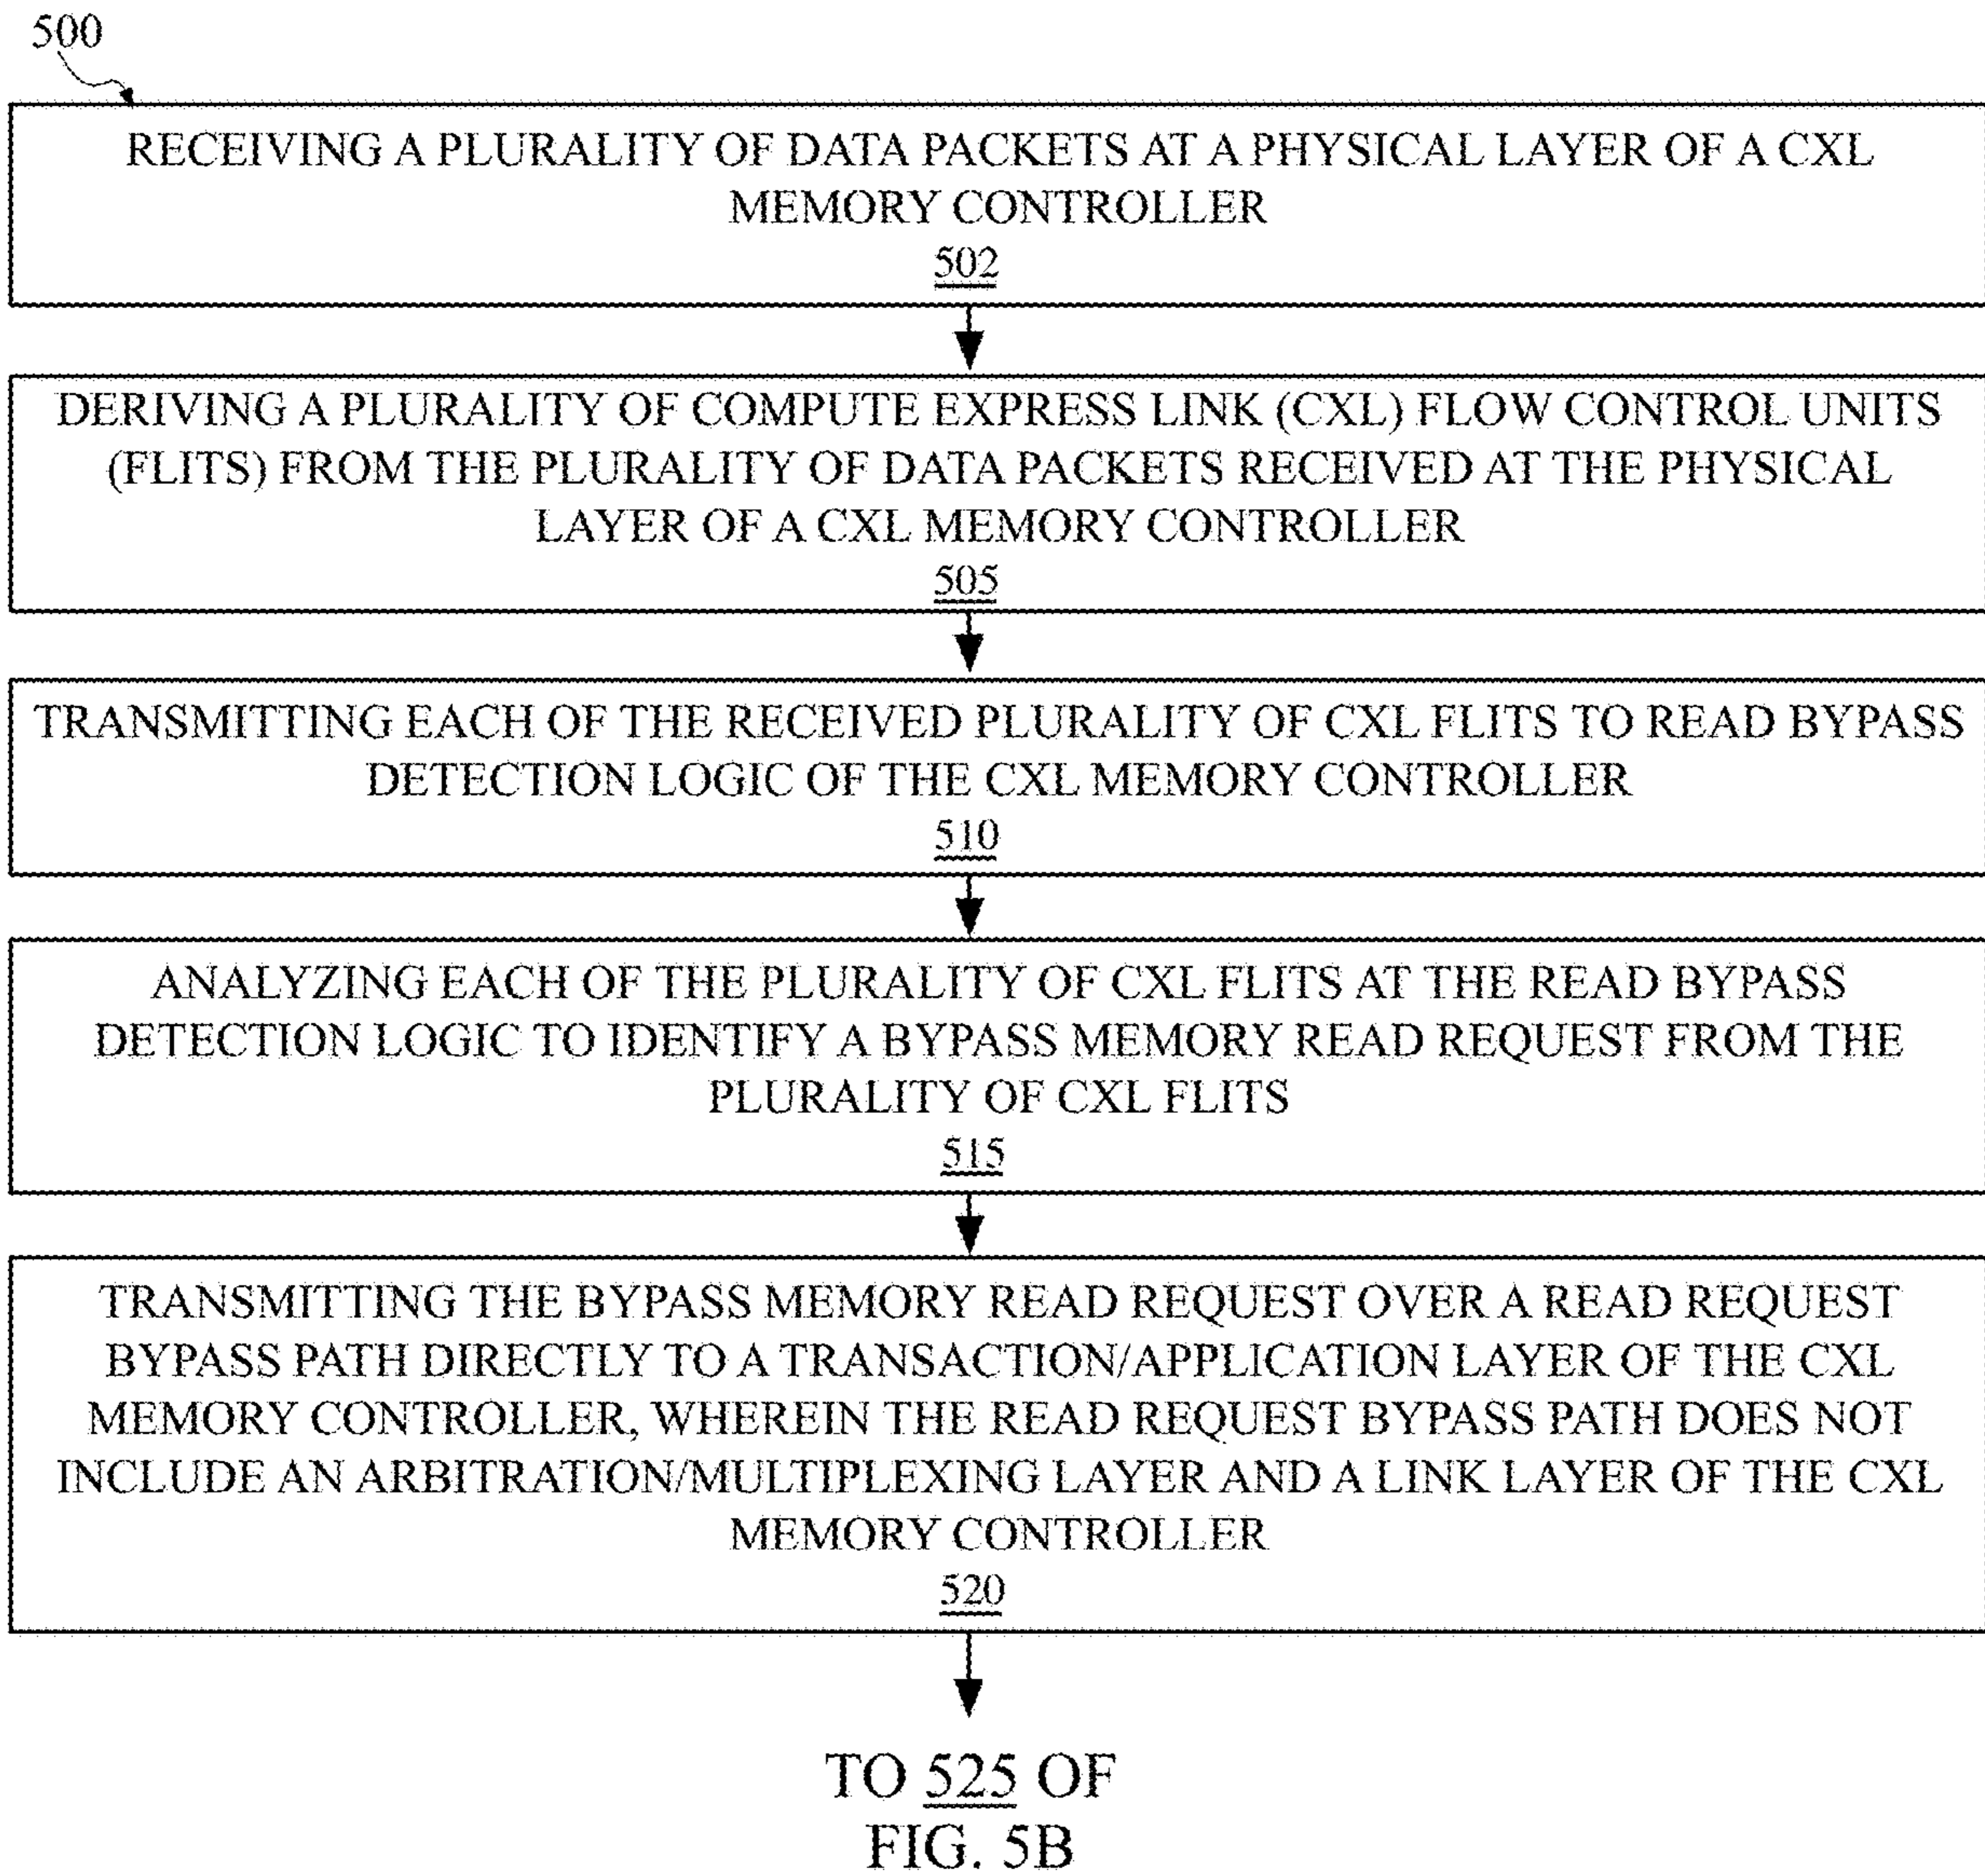 500
RECEIVING A PLURALITY OF DATA PACKETS AT A PHYSICAL LAYER OF A CXL
MEMORY CONTROLLER
502
DERIVING A PLURALITY OF COMPUTE EXPRESS LINK (CXL) FLOW CONTROL UNITS
(FLITS) FROM THE PLURALITY OF DATA PACKETS RECEIVED AT THE PHYSICAL
LAYER OF A CXL MEMORY CONTROLLER
505
TRANSMITTING EACH OF THE RECEIVED PLURALITY OF CXL FLITS TO READ BYPASS
DETECTION LOGIC OF THE CXL MEMORY CONTROLLER
510
ANALYZING EACH OF THE PLURALITY OF CXL FLITS AT THE READ BYPASS
DETECTION LOGIC TO IDENTIFY A BYPASS MEMORY READ REQUEST FROM THE
PLURALITY OF CXL FLITS
515
TRANSMITTING THE BYPASS MEMORY READ REQUEST OVER A READ REQUEST
BYPASS PATH DIRECTLY TO A TRANSACTION/APPLICATION LAYER OF THE CXL
MEMORY CONTROLLER, WHEREIN THE READ REQUEST BYPASS PATH DOES NOT
INCLUDE AN ARBITRATION/MULTIPLEXING LAYER AND A LINK LAYER OF THE CXL
MEMORY CONTROLLER
520
TO 525 OF
FIG. 5B